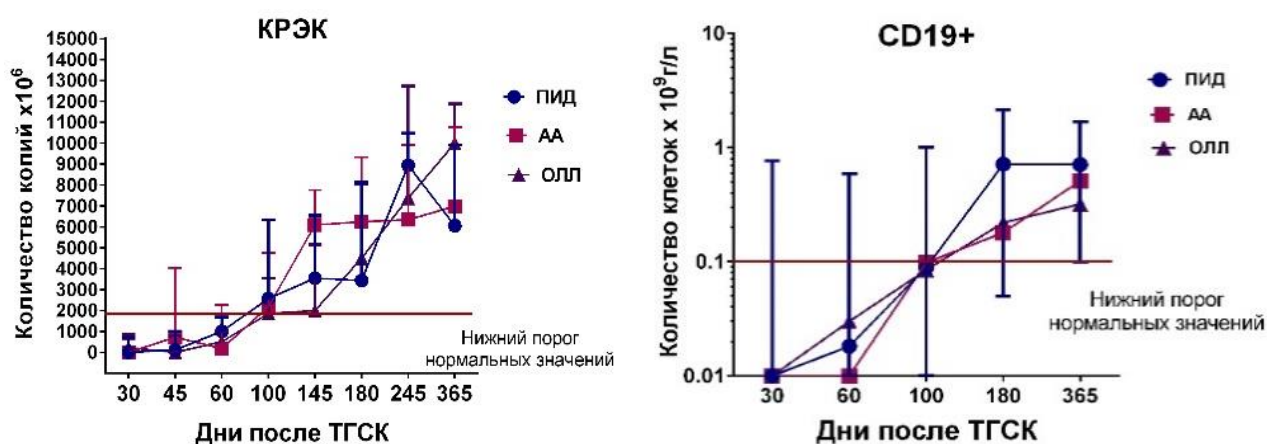 КРЭК
Количество копий x10⁶
15000
14000
13000
12000
11000
10000
9000
8000
7000
6000
5000
4000
3000
2000
1000
0
ПИД
АА
ОЛЛ
Нижний порог
нормальных значений
30 45 60 100 145 180 245 365
Дни после ТГСК
CD19+
Количество клеток x 10⁹г/л
10
1
0.1
0.01
ПИД
АА
ОЛЛ
Нижний порог
нормальных значений
30 60 100 180 365
Дни после ТГСК